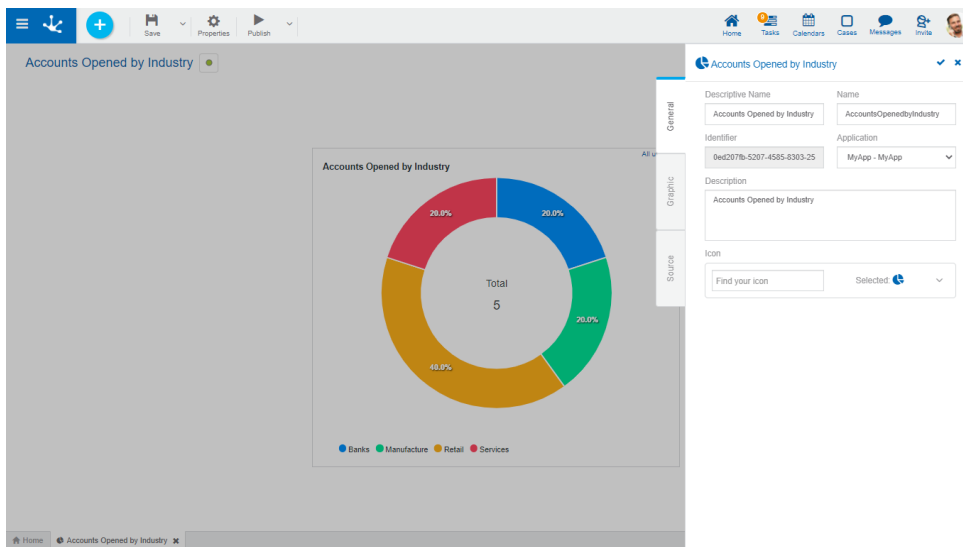 Save
Properties
Publish
Home
6
Tasks
Calendars
Cases
Messages
Invite
Accounts Opened by Industry
Accounts Opened by Industry
All
Accounts Opened by Industry
20.0%
20.0%
Total
5
20.0%
40.0%
Banks Manufacture Retail Services
General
Graphic
Source
Descriptive Name Name
Accounts Opened by Industry AccountsOpenedbyIndustry
Identifier Application
0ed207fb-5207-4585-8303-25 MyApp - MyApp
Description
Accounts Opened by Industry
Icon
Find your icon Selected:
Home Accounts Opened by Industry